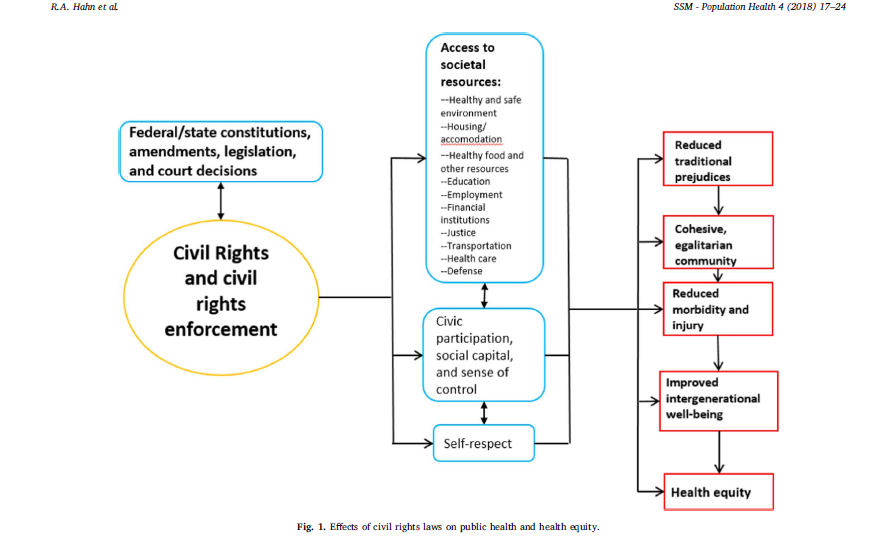 R.A. Hahn et al.
SSM - Population Health 4 (2018) 17–24
Federal/state constitutions,
amendments, legislation,
and court decisions
Civil Rights
and civil
rights
enforcement
Access to
societal
resources:
--Healthy and safe
environment
--Housing/
accomodation
--Healthy food and
other resources
--Education
--Employment
--Financial
institutions
--Justice
--Transportation
--Health care
--Defense
Civic
participation,
social capital,
and sense of
control
Self-respect
Reduced
traditional
prejudices
Cohesive,
egalitarian
community
Reduced
morbidity and
injury
Improved
intergenerational
well-being
Health equity
Fig. 1. Effects of civil rights laws on public health and health equity.